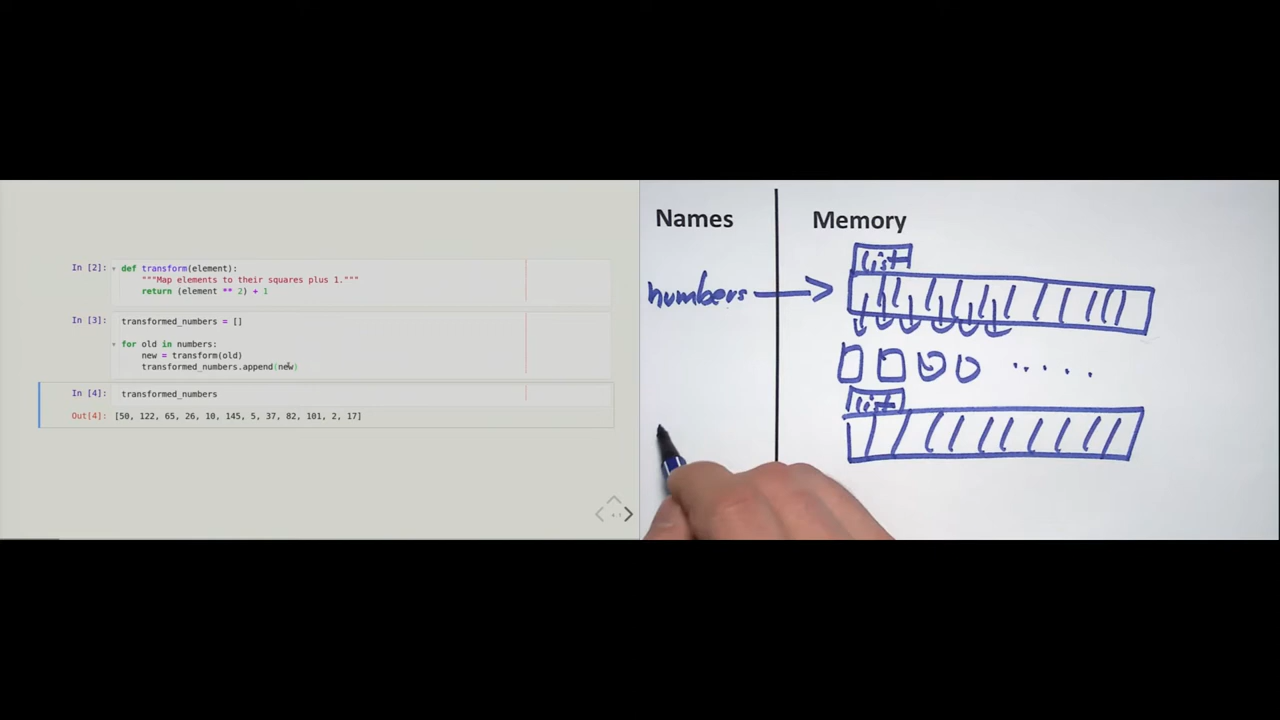 In [2]: def transform(element):
"""Map elements to their squares plus 1."""
return (element ** 2) + 1
In [3]: transformed_numbers = []
for old in numbers:
new = transform(old)
transformed_numbers.append(new)
In [4]: transformed_numbers
Out[4]: [50, 122, 65, 26, 10, 145, 5, 37, 82, 101, 2, 17]
Names
Memory
list
numbers
list